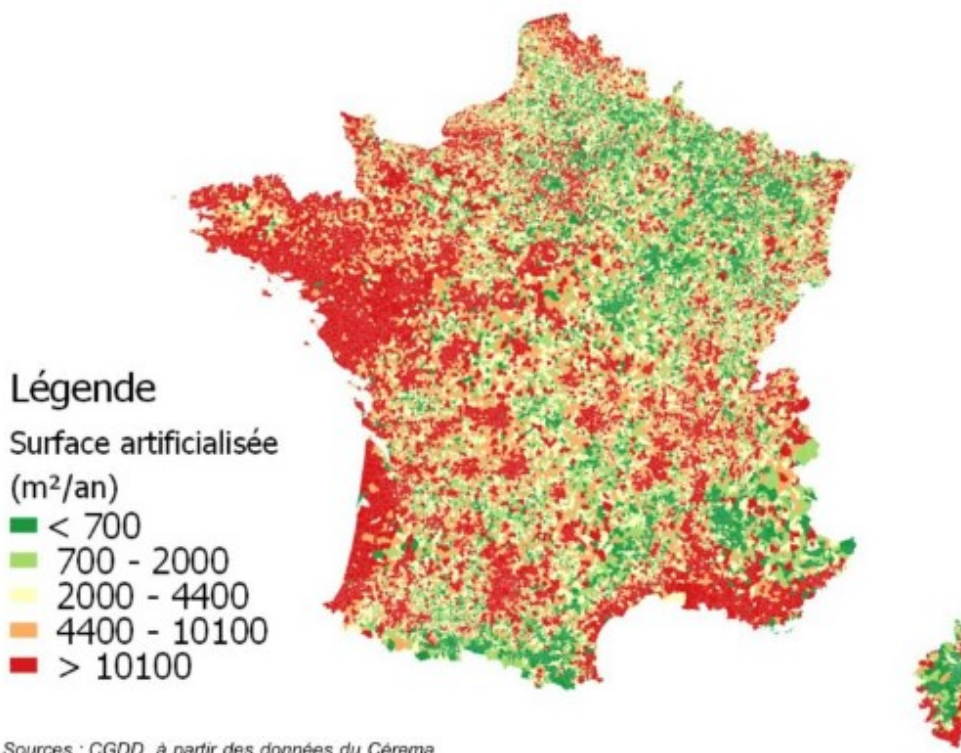 Légende
Surface artificialisée
(m²/an)
< 700
700 - 2000
2000 - 4400
4400 - 10100
> 10100
Sources : CGDD, à partir des données du Cérema